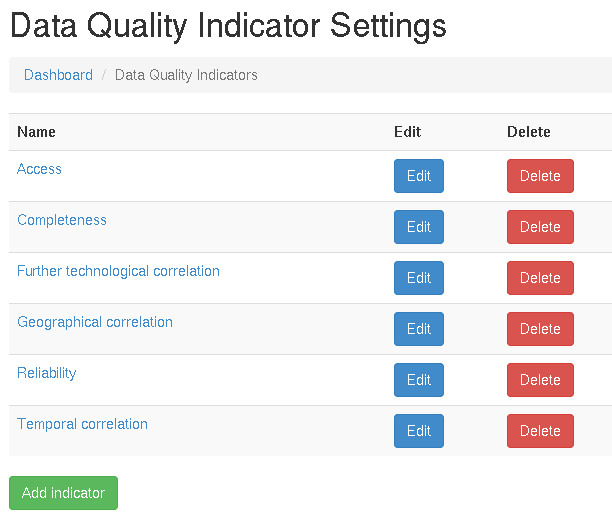 Data Quality Indicator Settings
Dashboard / Data Quality Indicators
Name Edit Delete
Access Edit Delete
Completeness Edit Delete
Further technological correlation Edit Delete
Geographical correlation Edit Delete
Reliability Edit Delete
Temporal correlation Edit Delete
Add indicator